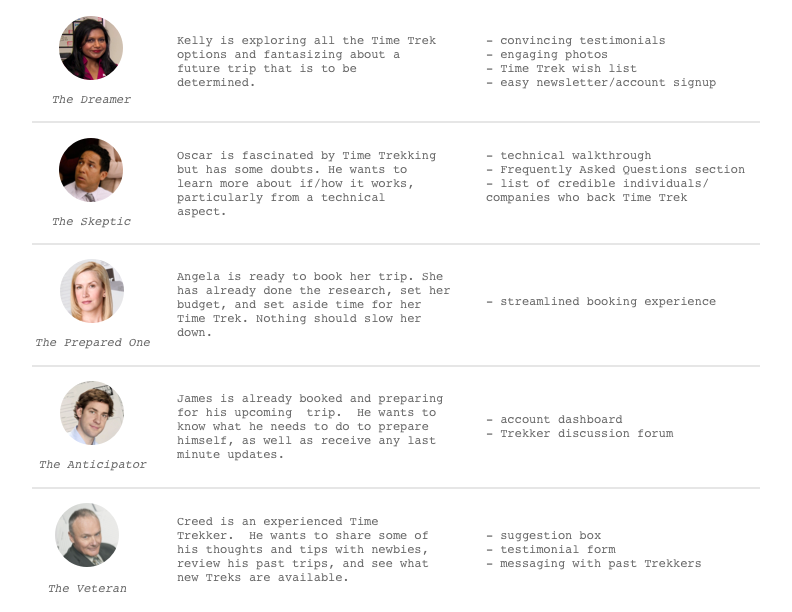 Kelly is exploring all the Time Trek
options and fantasizing about a
future trip that is to be
determined.
- convincing testimonials
- engaging photos
- Time Trek wish list
- easy newsletter/account signup
The Dreamer
Oscar is fascinated by Time Trekking
but has some doubts. He wants to
learn more about if/how it works,
particularly from a technical
aspect.
- technical walkthrough
- Frequently Asked Questions section
- list of credible individuals/
companies who back Time Trek
The Skeptic
Angela is ready to book her trip. She
has already done the research, set her
budget, and set aside time for her
Time Trek. Nothing should slow her
down.
- streamlined booking experience
The Prepared One
James is already booked and preparing
for his upcoming  trip.  He wants to
know what he needs to do to prepare
himself, as well as receive any last
minute updates.
- account dashboard
- Trekker discussion forum
The Anticipator
Creed is an experienced Time
Trekker.  He wants to share some of
his thoughts and tips with newbies,
review his past trips, and see what
new Treks are available.
- suggestion box
- testimonial form
- messaging with past Trekkers
The Veteran